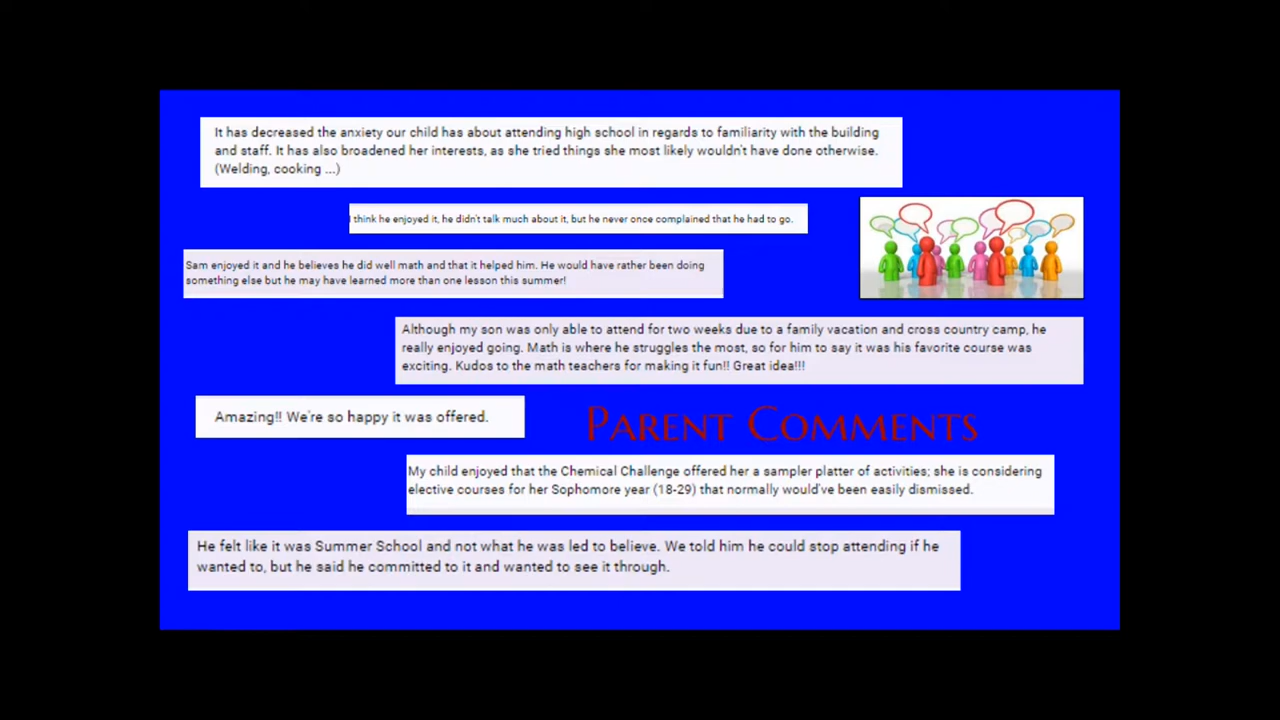 It has decreased the anxiety our child has about attending high school in regards to familiarity with the building
and staff. It has also broadened her interests, as she tried things she most likely wouldn't have done otherwise.
(Welding, cooking ...)
I think he enjoyed it, he didn't talk much about it, but he never once complained that he had to go.
Sam enjoyed it and he believes he did well math and that it helped him. He would have rather been doing
something else but he may have learned more than one lesson this summer!
Although my son was only able to attend for two weeks due to a family vacation and cross country camp, he
really enjoyed going. Math is where he struggles the most, so for him to say it was his favorite course was
exciting. Kudos to the math teachers for making it fun!! Great idea!!!
Amazing!! We're so happy it was offered.
Parent Comments
My child enjoyed that the Chemical Challenge offered her a sampler platter of activities; she is considering
elective courses for her Sophomore year (18-29) that normally would've been easily dismissed.
He felt like it was Summer School and not what he was led to believe. We told him he could stop attending if he
wanted to, but he said he committed to it and wanted to see it through.